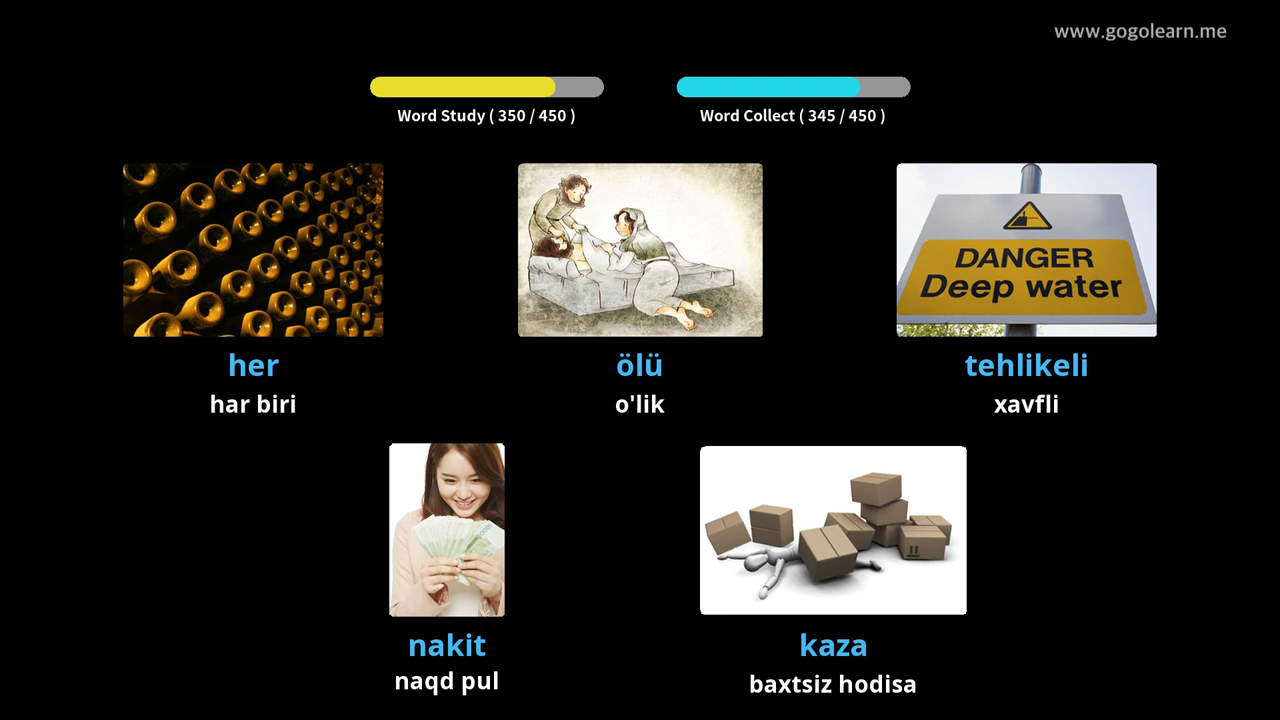 www.gogolearn.me
Word Study ( 350 / 450 )
Word Collect ( 345 / 450 )
DANGER
Deep water
her
har biri
ölü
o'lik
tehlikeli
xavfli
nakit
naqd pul
kaza
baxtsiz hodisa